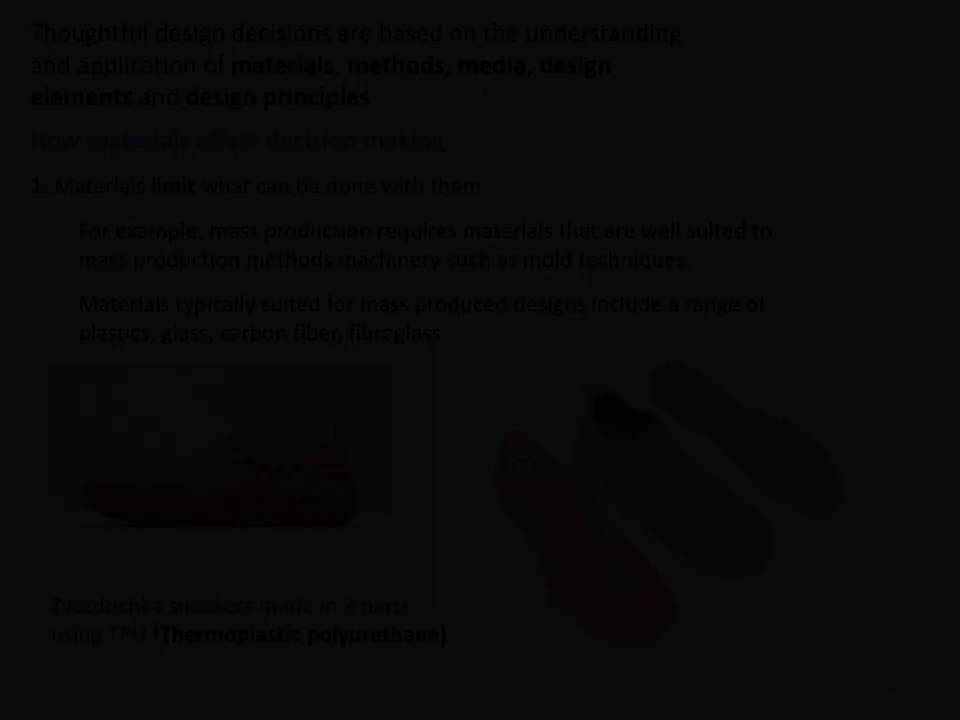 Thoughtful design decisions are based on the understanding
and application of materials, methods, media, design
elements and design principles
How materials affect decision making
1. Materials limit what can be done with them
For example, mass production requires materials that are well suited to
mass production methods machinery such as mold techniques.
Materials typically suited for mass produced designs include a range of
plastics, glass, carbon fiber, fibreglass
Zvezdochka sneakers made in 3 parts
using TPU (Thermoplastic polyurethane)